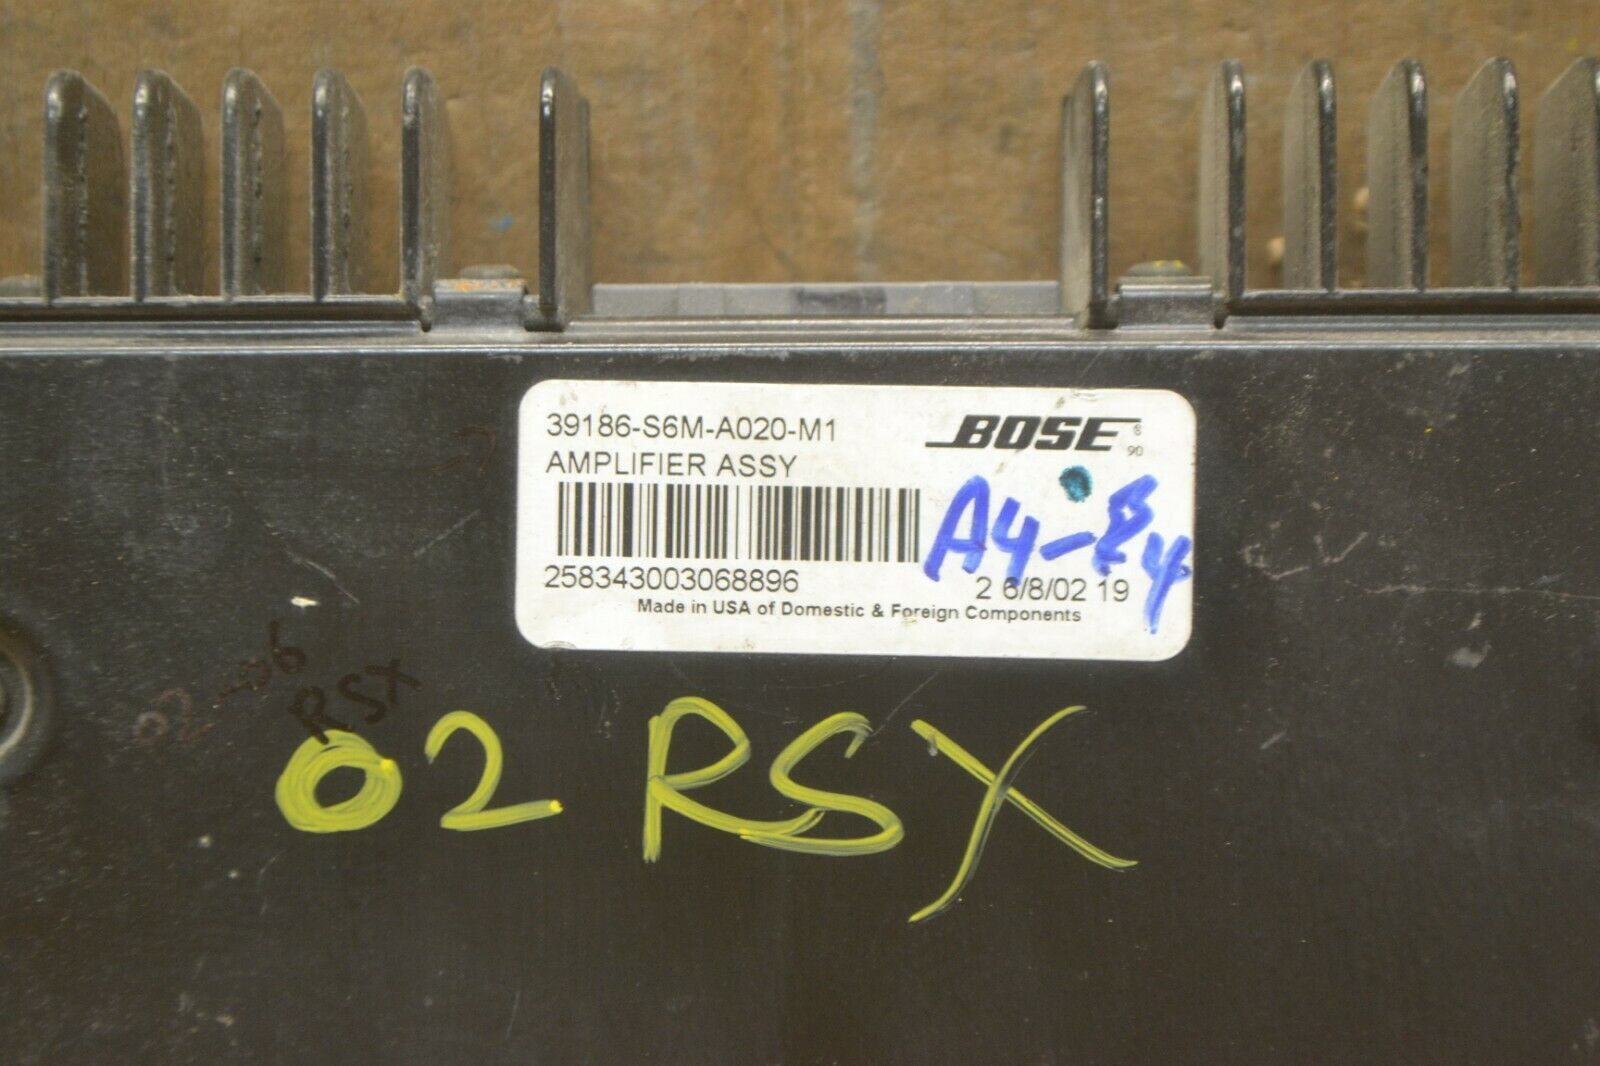 39186-S6M-A020-M1
BOSE ®
90
AMPLIFIER ASSY
A4-
258343003068896
2 6/8/02 19
Made in USA of Domestic & Foreign Components
02-06
RSX
02 RSX